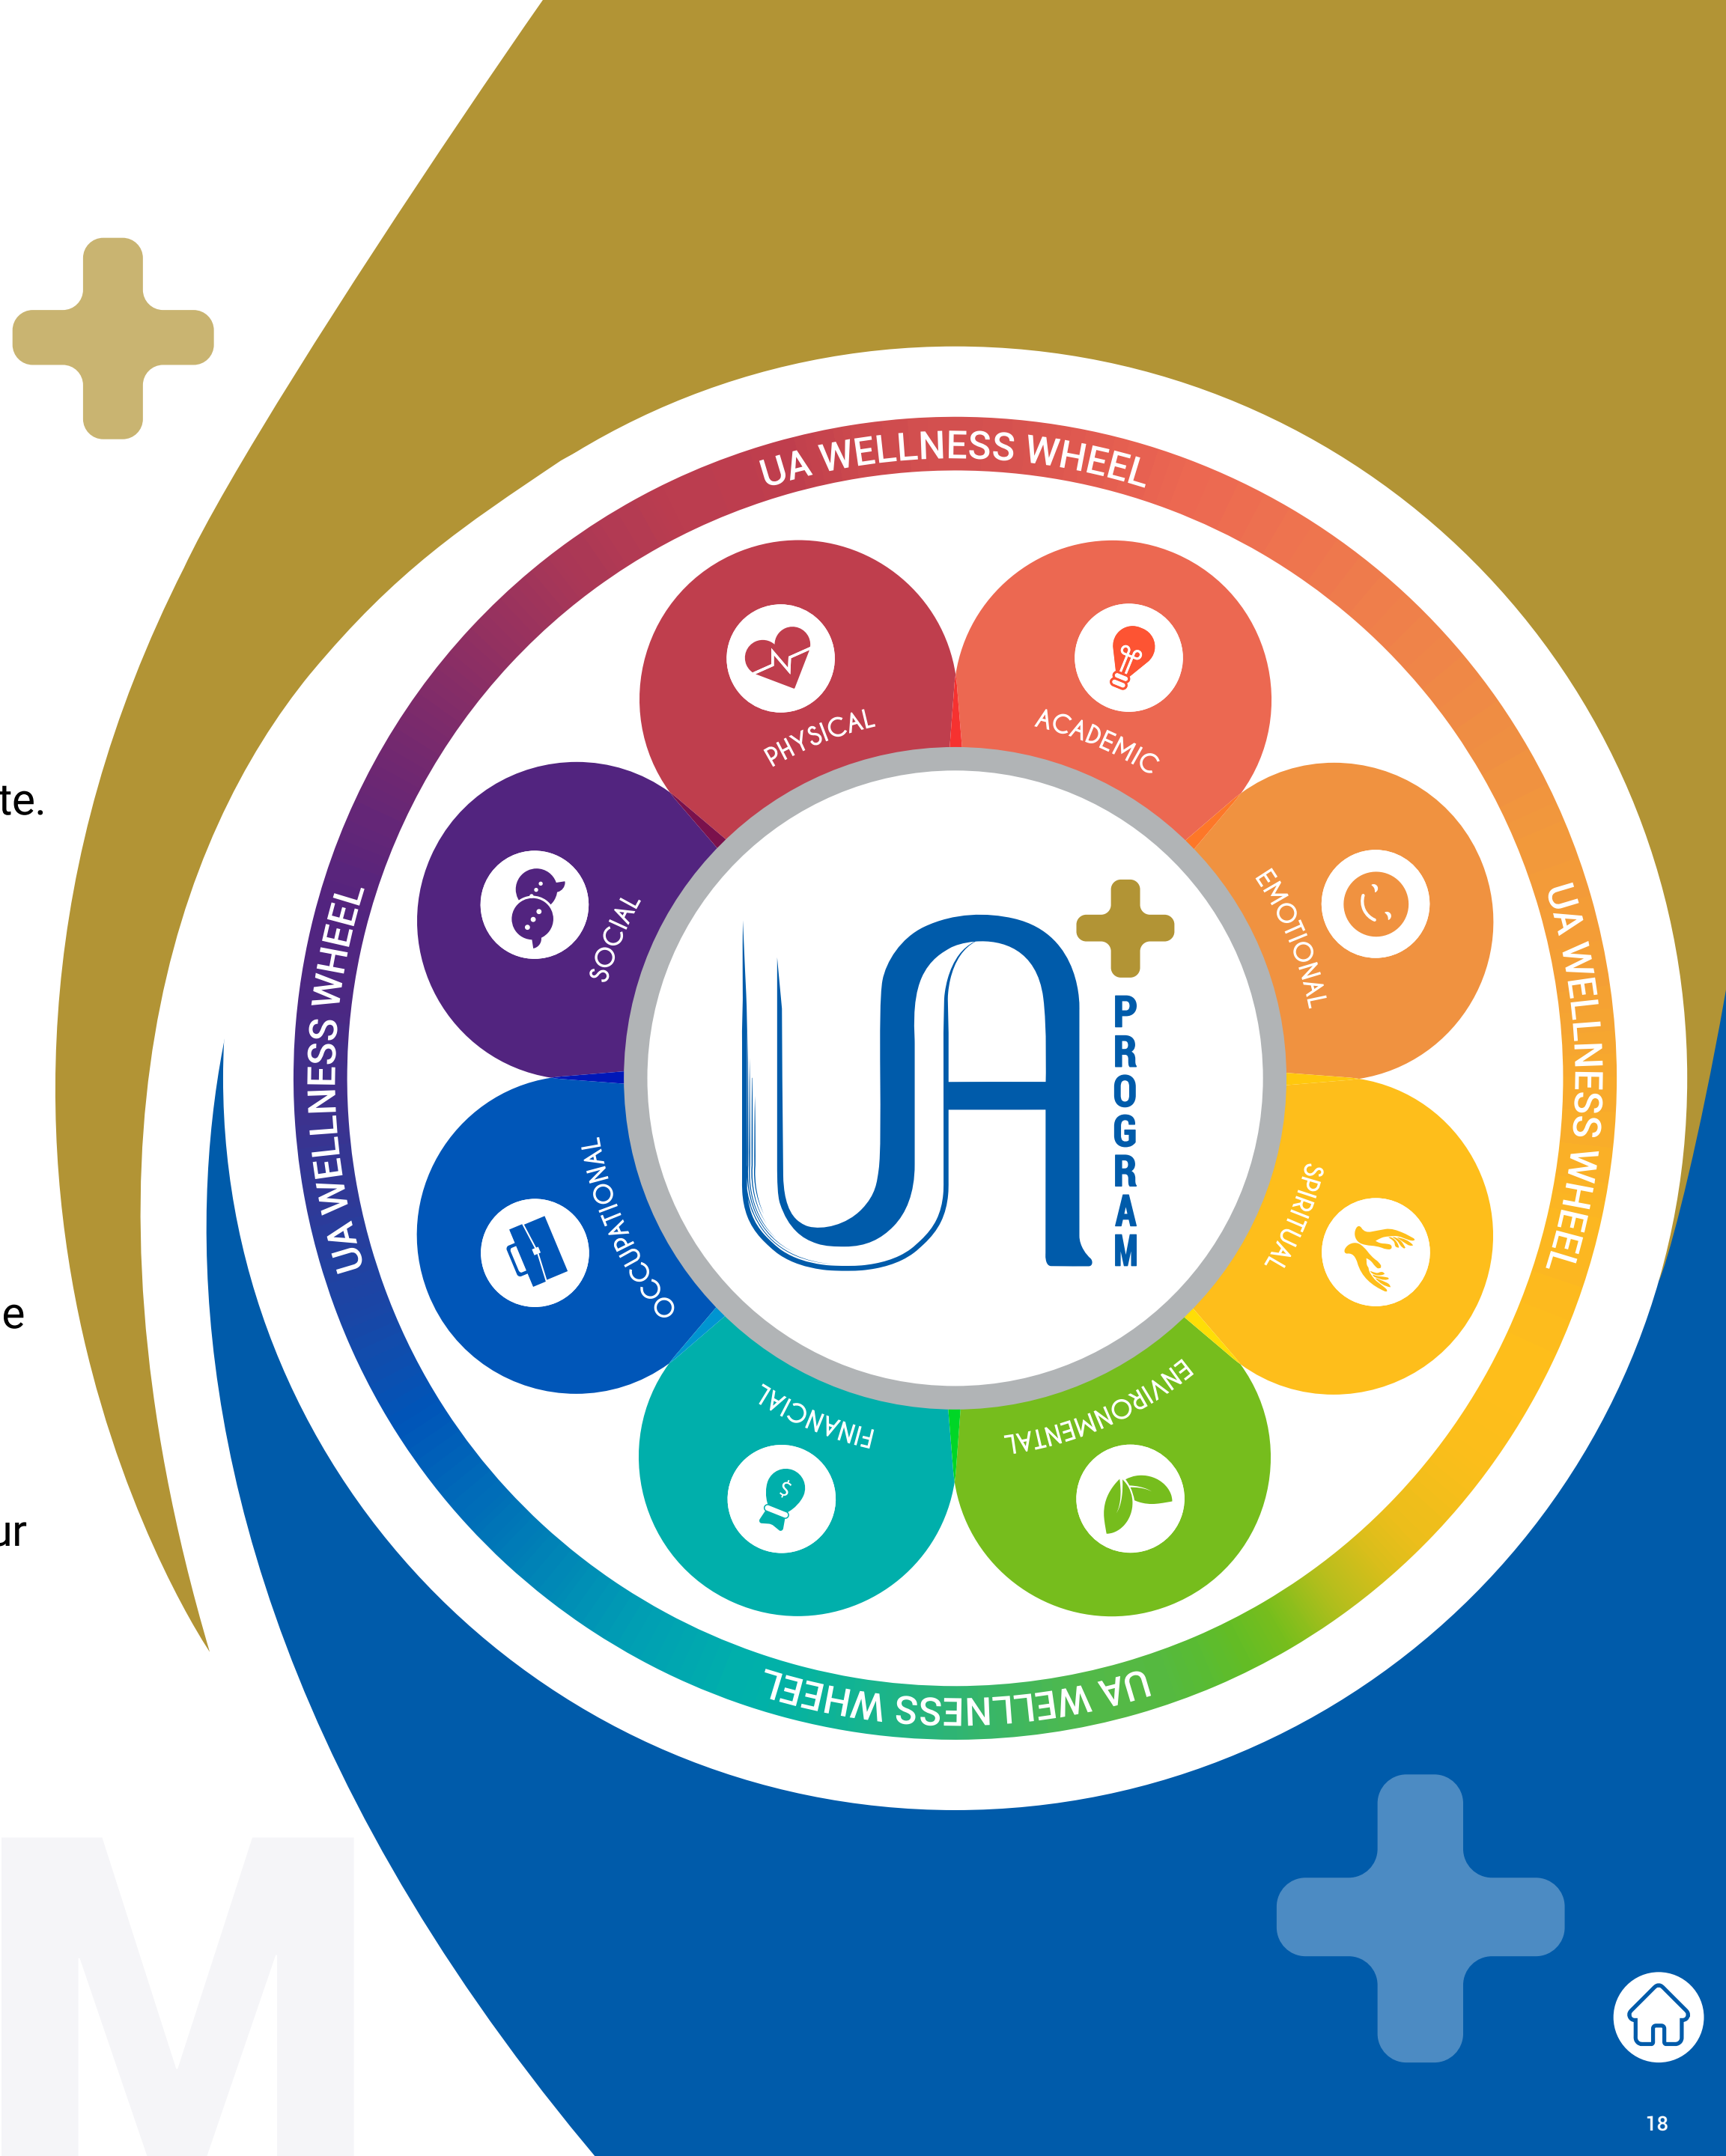 UA WELLNESS WHEEL
PHYSICAL
ACADEMIC
te.
SOCIAL
EMOTIONAL
UA WELLNESS WHEEL
UA WELLNESS WHEEL
UA
PROGRAM
OCCUPATIONAL
SPIRITUAL
e
FINANCAL
ENVIRONMENTAL
ur
UA WELLNESS WHEEL
M
18